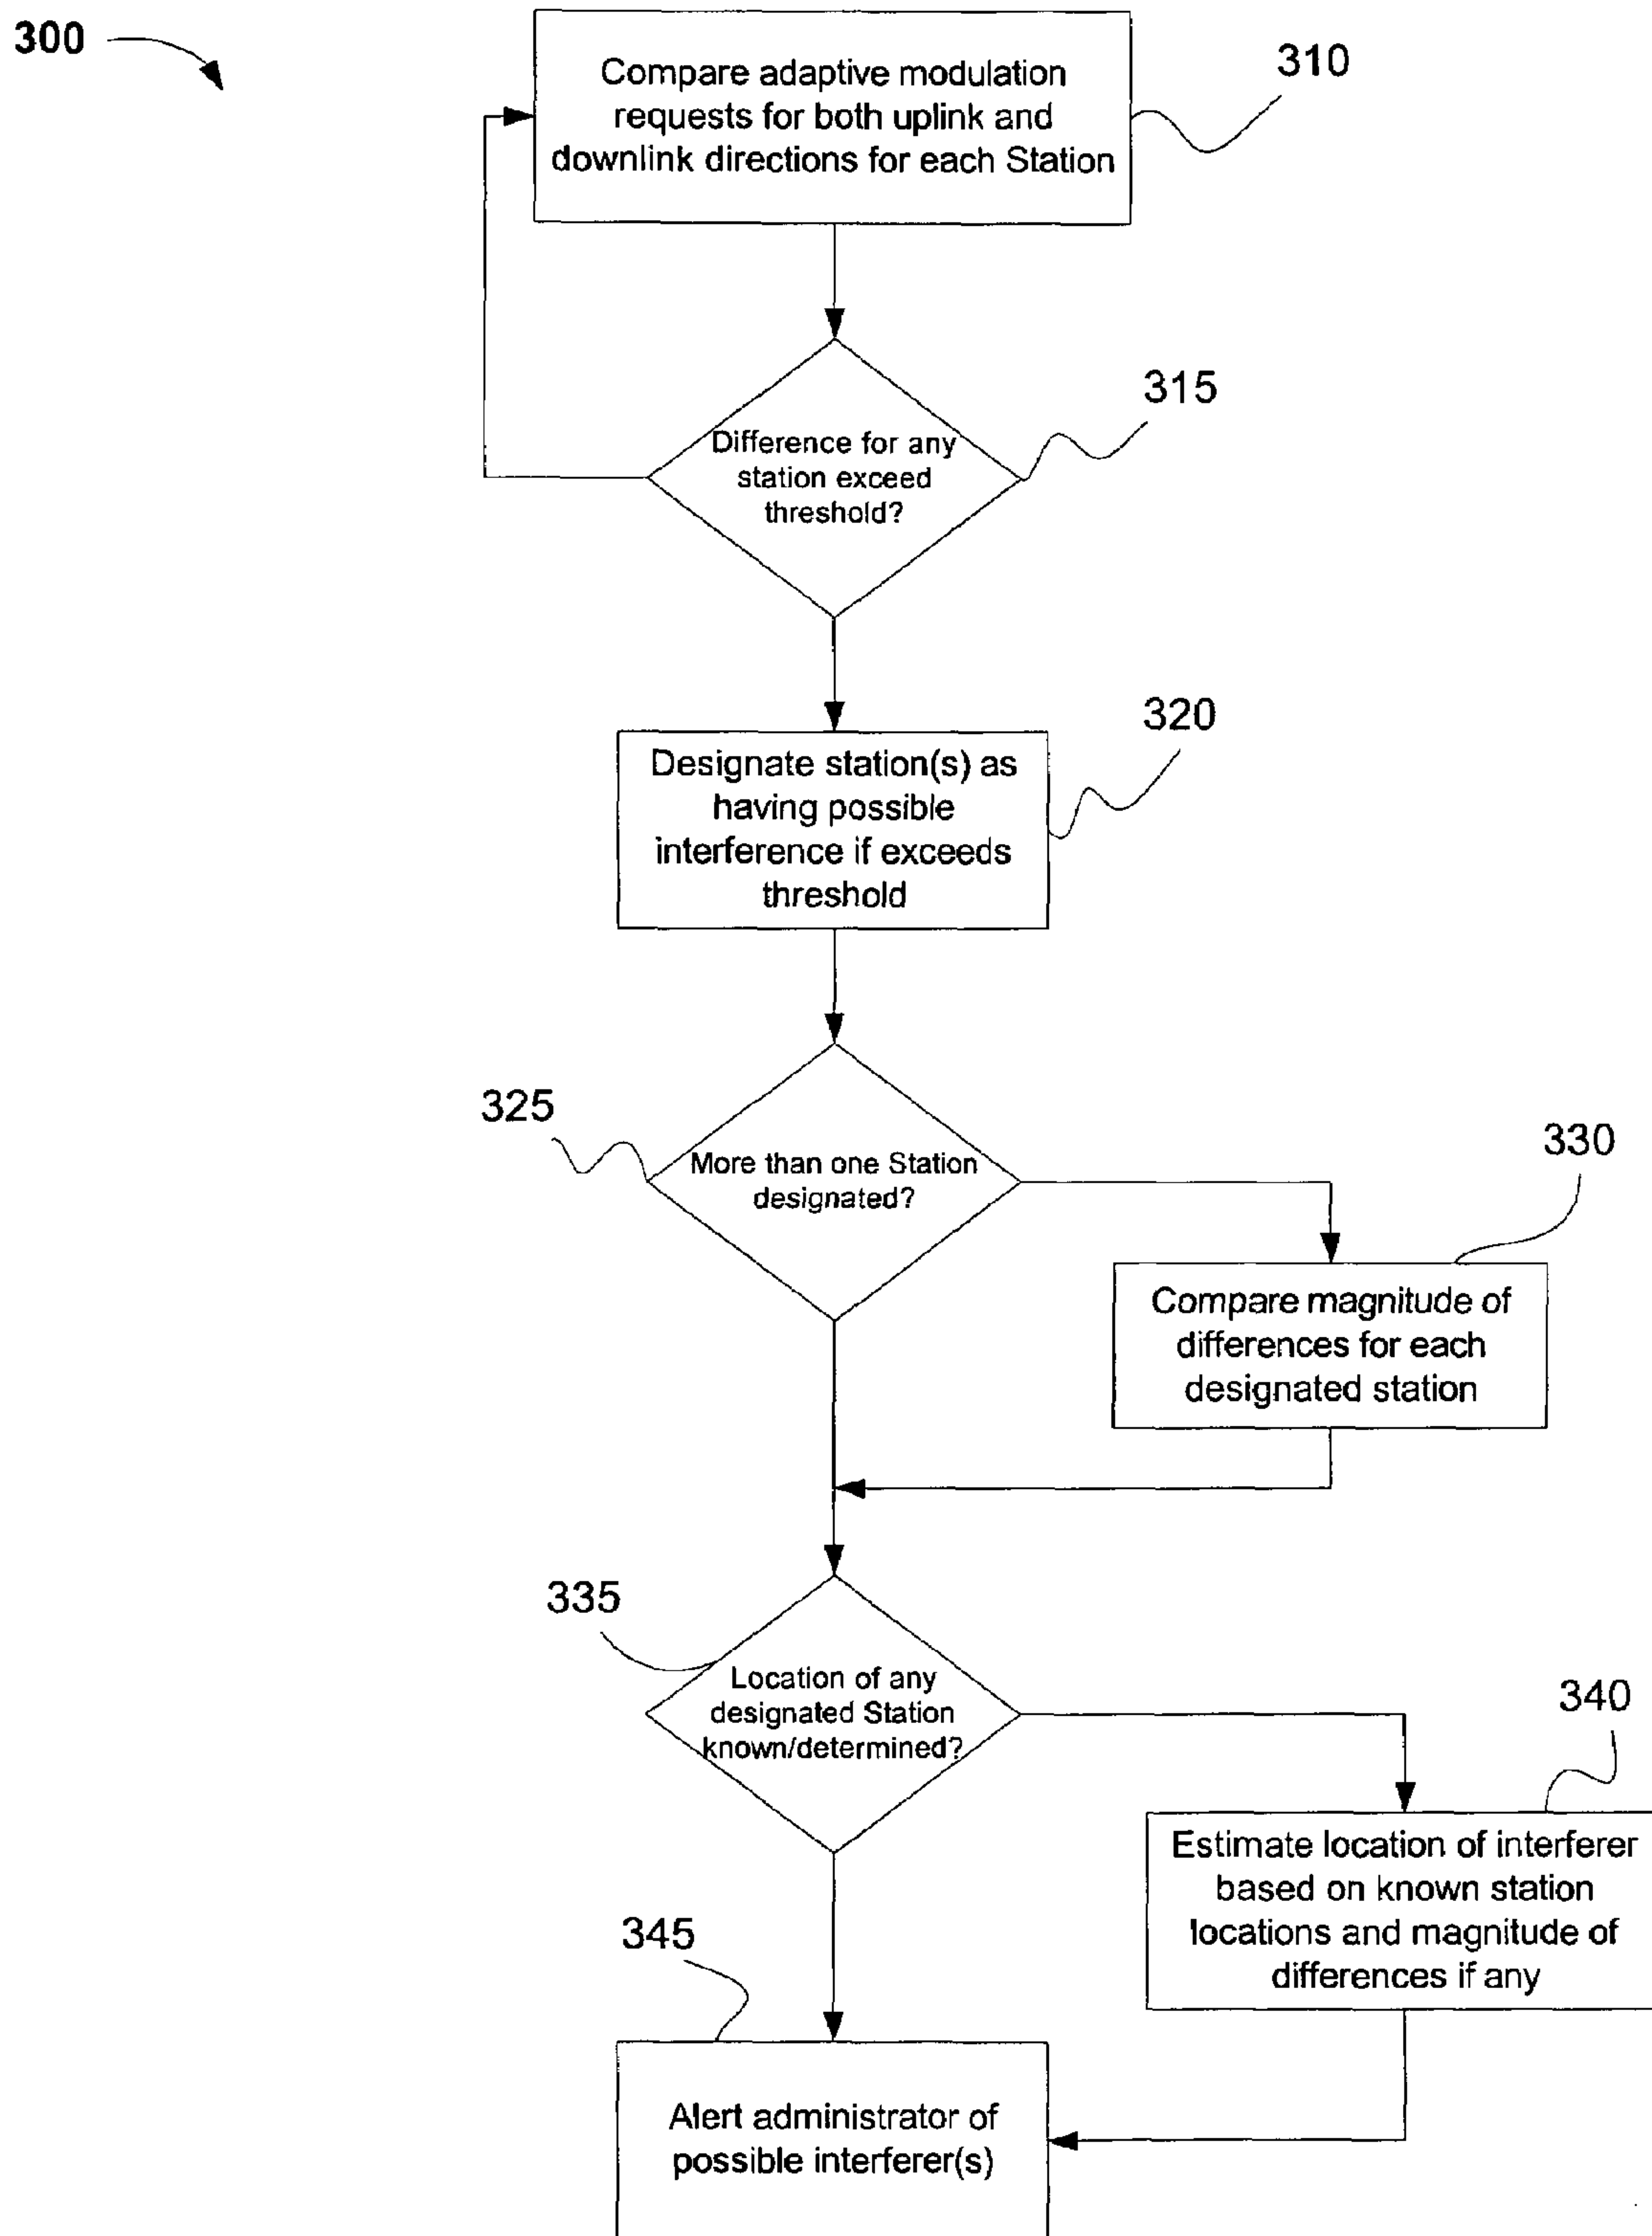 300
310
Compare adaptive modulation
requests for both uplink and
downlink directions for each Station
315
Difference for any
station exceed
threshold?
320
Designate station(s) as
having possible
interference if exceeds
threshold
325
More than one Station
designated?
330
Compare magnitude of
differences for each
designated station
335
Location of any
designated Station
known/determined?
340
Estimate location of interferer
based on known station
locations and magnitude of
differences if any
345
Alert administrator of
possible interferer(s)